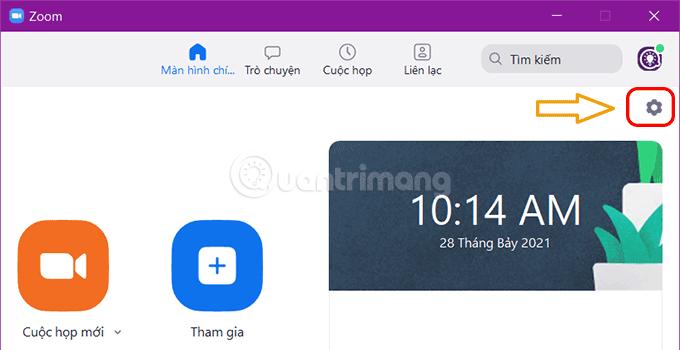 Zoom
Màn hình chí...
Trò chuyện
Cuộc họp
Liên lạc
Tìm kiếm
Quantrimang
10:14 AM
28 Tháng Bảy 2021
Cuộc họp mới
Tham gia